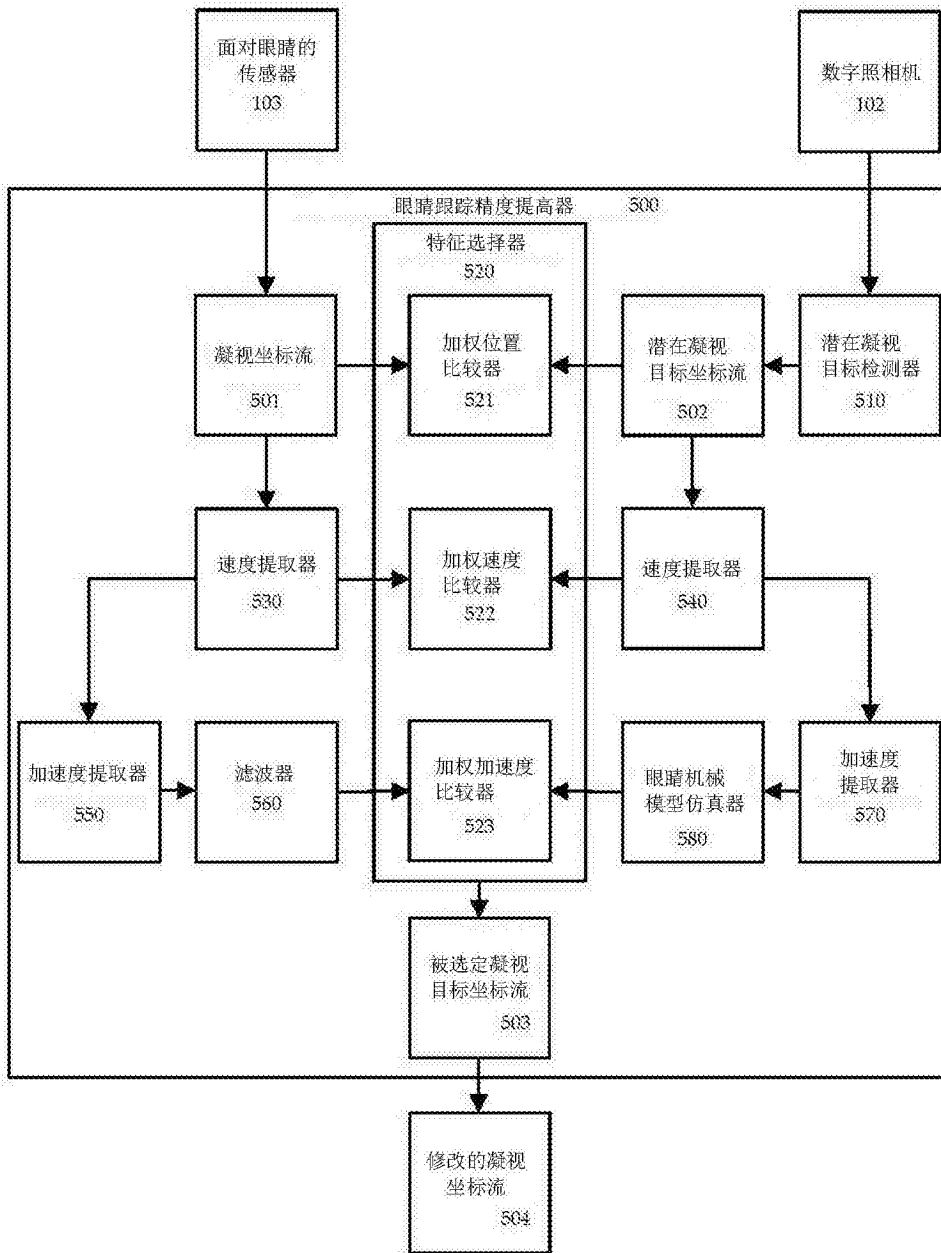 面对眼睛的
传感器
103
数字照相机
102
眼睛跟踪精度提高器 500
特征选择器
520
凝视坐标流
501
加权位置
比较器
521
潜在凝视
目标坐标流
502
潜在凝视
目标检测器
510
速度提取器
530
加权速度
比较器
522
速度提取器
540
加速度提取器
550
滤波器
560
加权加速度
比较器
523
眼睛机械
模型仿真器
580
加速度
提取器
570
被选定凝视
目标坐标流
503
修改的凝视
坐标流
504